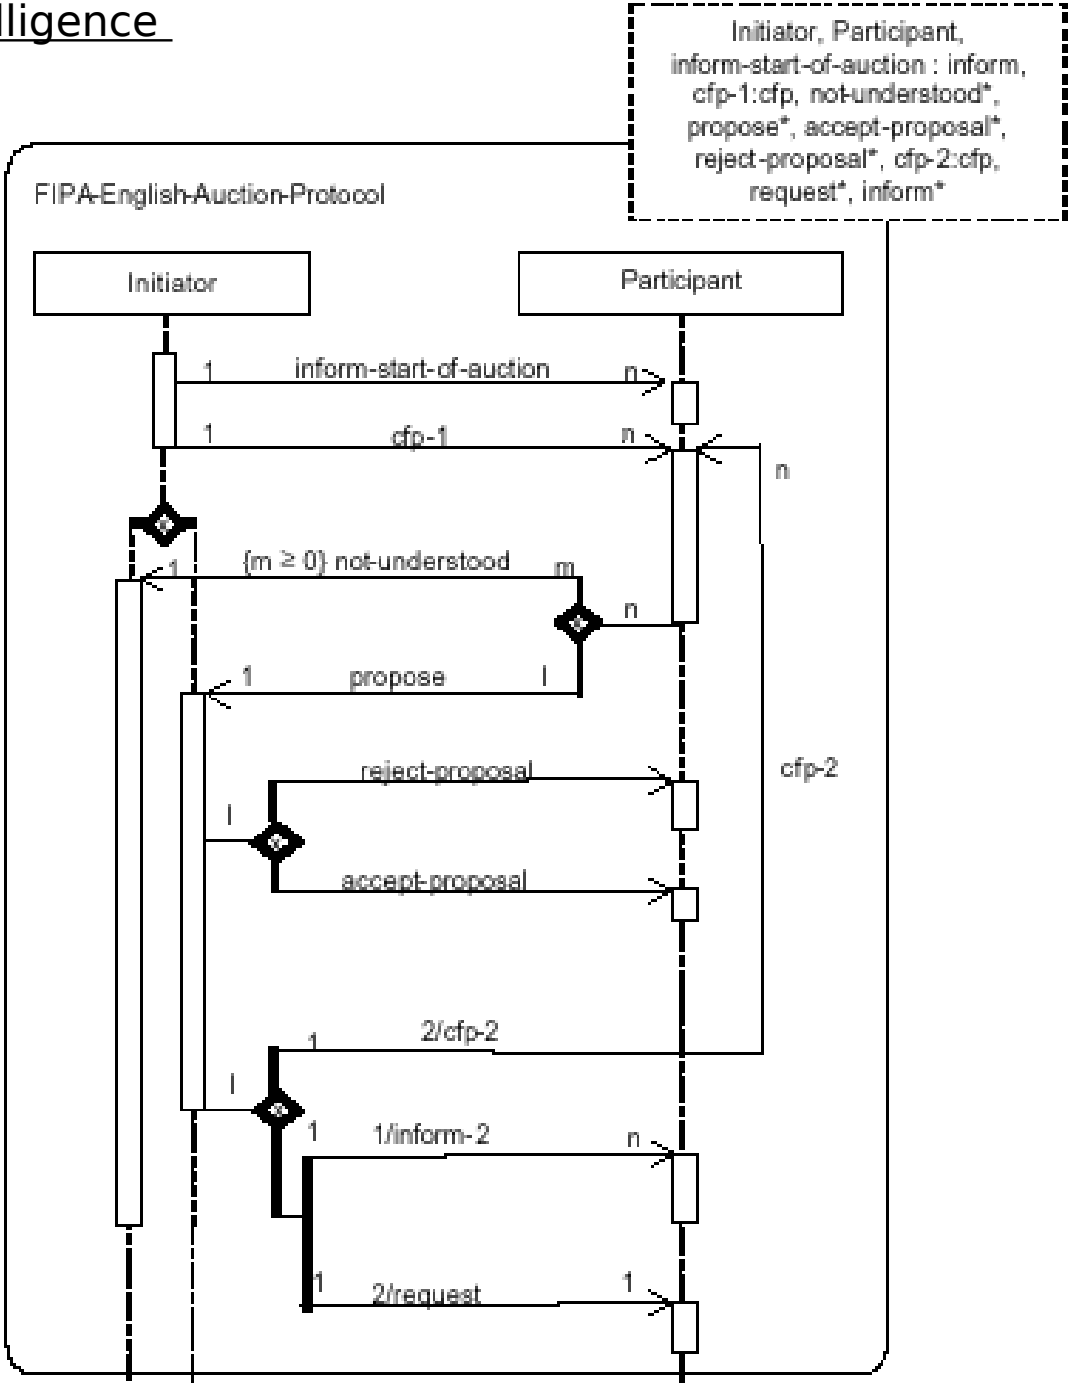 lligence
Initiator, Participant,
inform-start-of-auction : inform,
cfp-1:cfp, not-understood*,
propose*, accept-proposal*,
reject-proposal*, cfp-2:cfp,
request*, inform*
FIPA-English-Auction-Protocol
Initiator
Participant
1 inform-start-of-auction n
1 cfp-1 n
n
x
1 {m ≥ 0} not-understood m
x n
1 propose l
reject-proposal
cfp-2
l
x
accept-proposal
1 2/cfp-2
l
x
1 1/inform-2 n
1 2/request 1